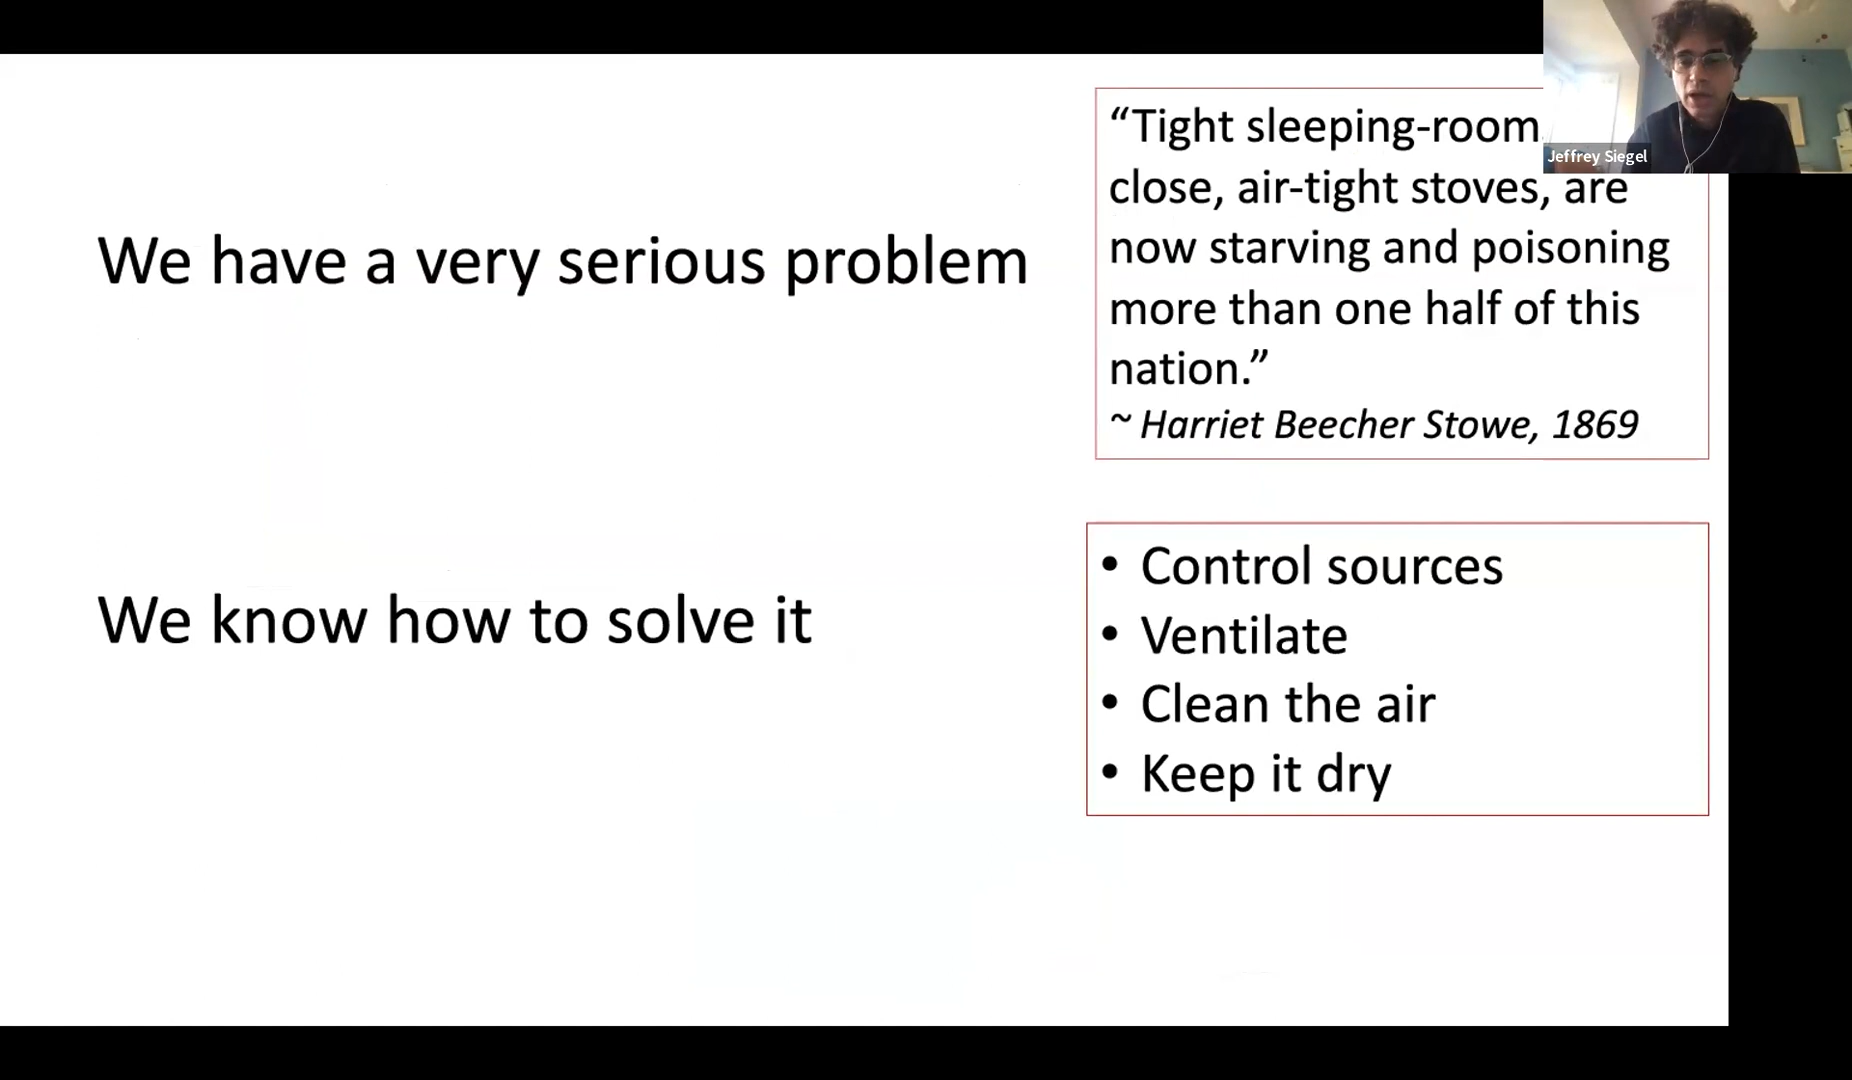 We have a very serious problem
“Tight sleeping-room
close, air-tight stoves, are
now starving and poisoning
more than one half of this
nation.”
~ Harriet Beecher Stowe, 1869
We know how to solve it
• Control sources
• Ventilate
• Clean the air
• Keep it dry
Jeffrey Siegel